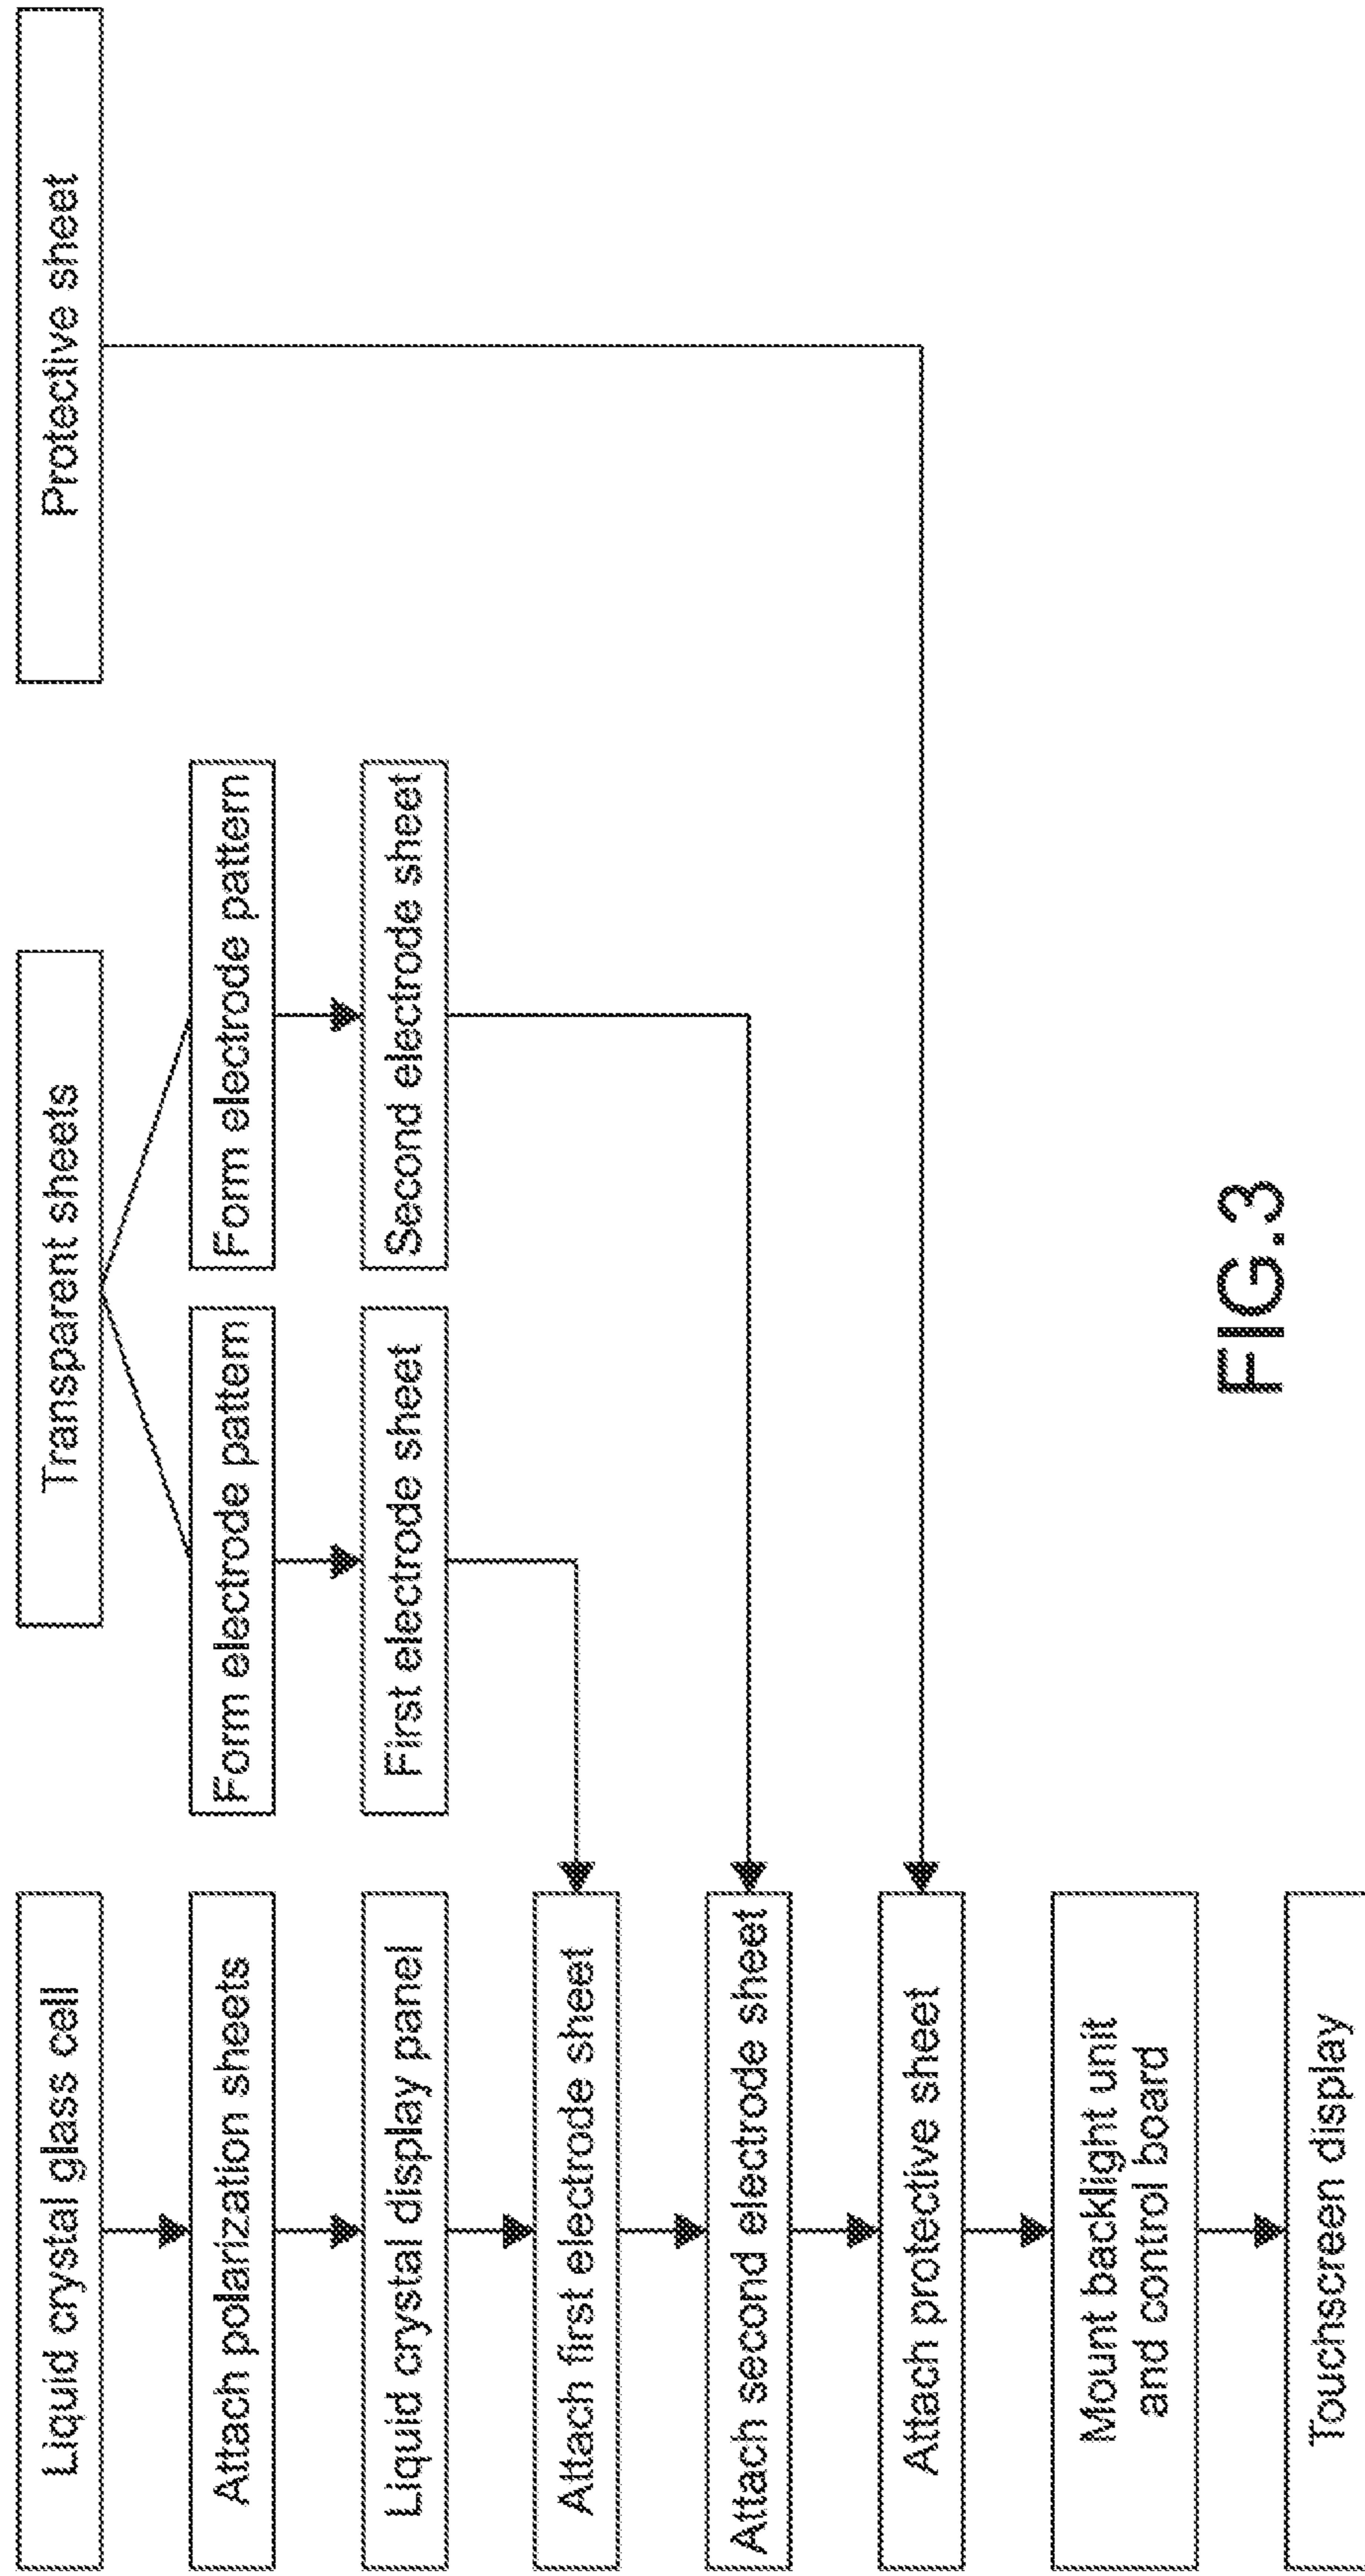 Liquid crystal glass cell
Transparent sheets
Protective sheet
Attach polarization sheets
Form electrode pattern
Form electrode pattern
Liquid crystal display panel
First electrode sheet
Second electrode sheet
Attach first electrode sheet
Attach second electrode sheet
Attach protective sheet
Mount backlight unit
and control board
Touchscreen display
FIG.3